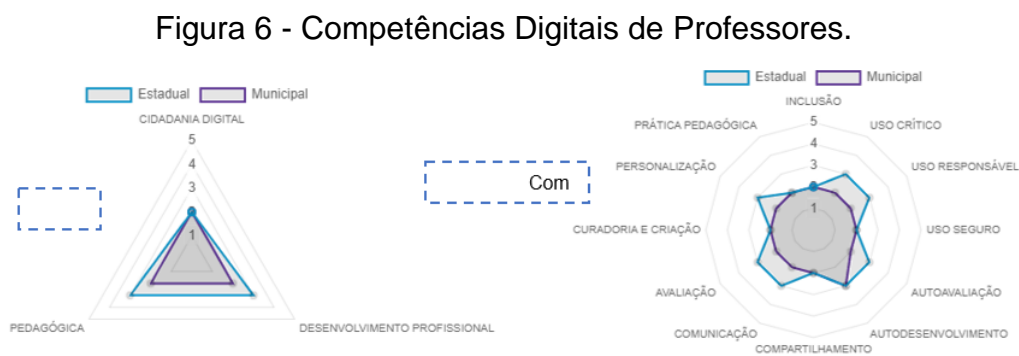 Figura 6 - Competências Digitais de Professores.
Estadual Municipal
CIDADANIA DIGITAL
5
4
3
2
1
PEDAGÓGICA
DESENVOLVIMENTO PROFISSIONAL
Com
Estadual Municipal
INCLUSÃO
PRÁTICA PEDAGÓGICA
USO CRÍTICO
PERSONALIZAÇÃO
USO RESPONSÁVEL
CURADORIA E CRIAÇÃO
USO SEGURO
AVALIAÇÃO
AUTOAVALIAÇÃO
COMUNICAÇÃO
AUTODESENVOLVIMENTO
COMPARTILHAMENTO
5
4
3
2
1